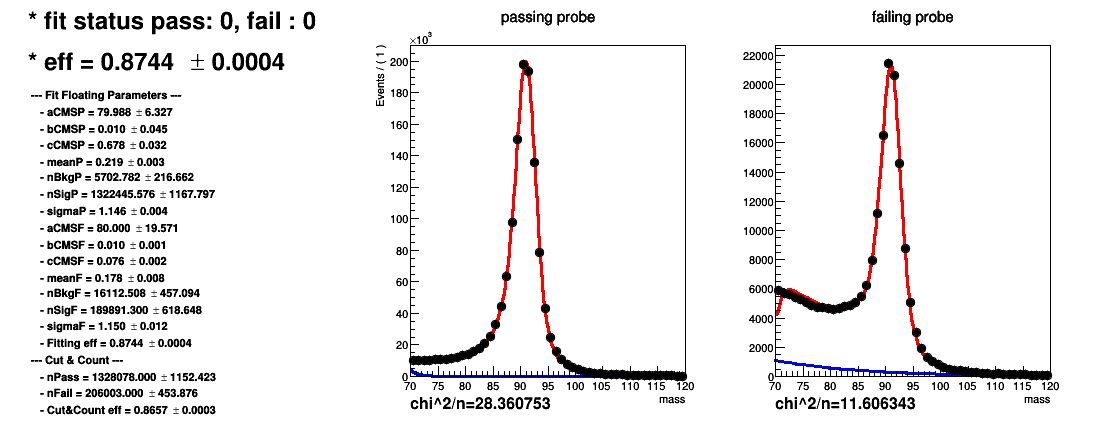 * fit status pass: 0, fail : 0
* eff = 0.8744 ± 0.0004
--- Fit Floating Parameters ---
- aCMSP = 79.988 ± 6.327
- bCMSP = 0.010 ± 0.045
- cCMSP = 0.678 ± 0.032
- meanP = 0.219 ± 0.003
- nBkgP = 5702.782 ± 216.662
- nSigP = 1322445.576 ± 1167.797
- sigmaP = 1.146 ± 0.004
- aCMSF = 80.000 ± 19.571
- bCMSF = 0.010 ± 0.001
- cCMSF = 0.076 ± 0.002
- meanF = 0.178 ± 0.008
- nBkgF = 16112.508 ± 457.094
- nSigF = 189891.300 ± 618.648
- sigmaF = 1.150 ± 0.012
- Fitting eff = 0.8744 ± 0.0004
--- Cut & Count ---
- nPass = 1328078.000 ± 1152.423
- nFail = 206003.000 ± 453.876
- Cut&Count eff = 0.8657 ± 0.0003
passing probe
×10³
Events / ( 1 )
200
180
160
140
120
100
80
60
40
20
0
70 75 80 85 90 95 100 105 110 115 120
mass
chi^2/n=28.360753
failing probe
22000
20000
18000
16000
14000
12000
10000
8000
6000
4000
2000
0
70 75 80 85 90 95 100 105 110 115 120
mass
chi^2/n=11.606343